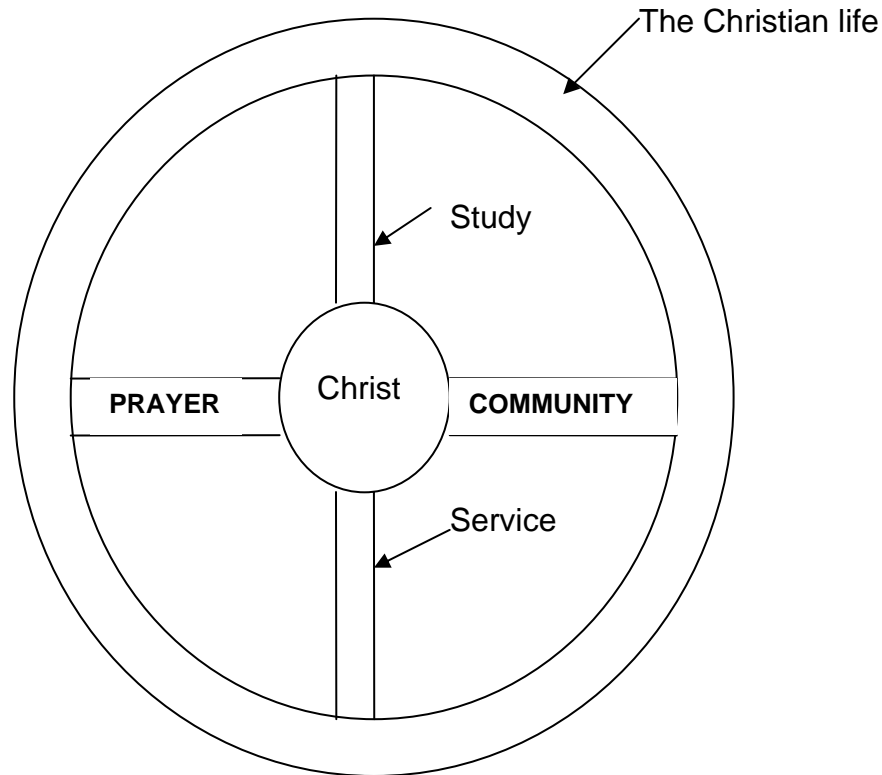 The Christian life
Study
Christ
PRAYER
COMMUNITY
Service